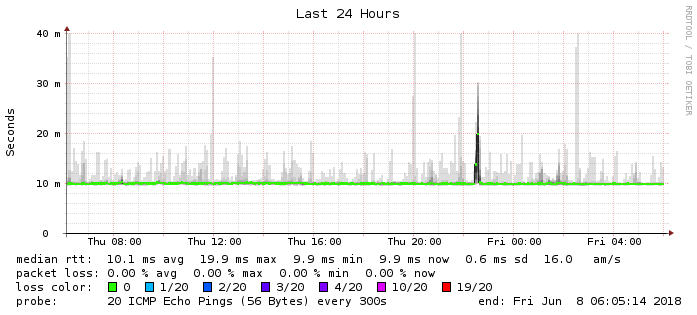 Last 24 Hours
RRDTOOL / TOBI OETIKER
Seconds
40 m
30 m
20 m
10 m
0
Thu 08:00 Thu 12:00 Thu 16:00 Thu 20:00 Fri 00:00 Fri 04:00
median rtt: 10.1 ms avg 19.9 ms max 9.9 ms min 9.9 ms now 0.6 ms sd 16.0 am/s
packet loss: 0.00 % avg 0.00 % max 0.00 % min 0.00 % now
loss color: 0 1/20 2/20 3/20 4/20 10/20 19/20
probe: 20 ICMP Echo Pings (56 Bytes) every 300s end: Fri Jun 8 06:05:14 2018